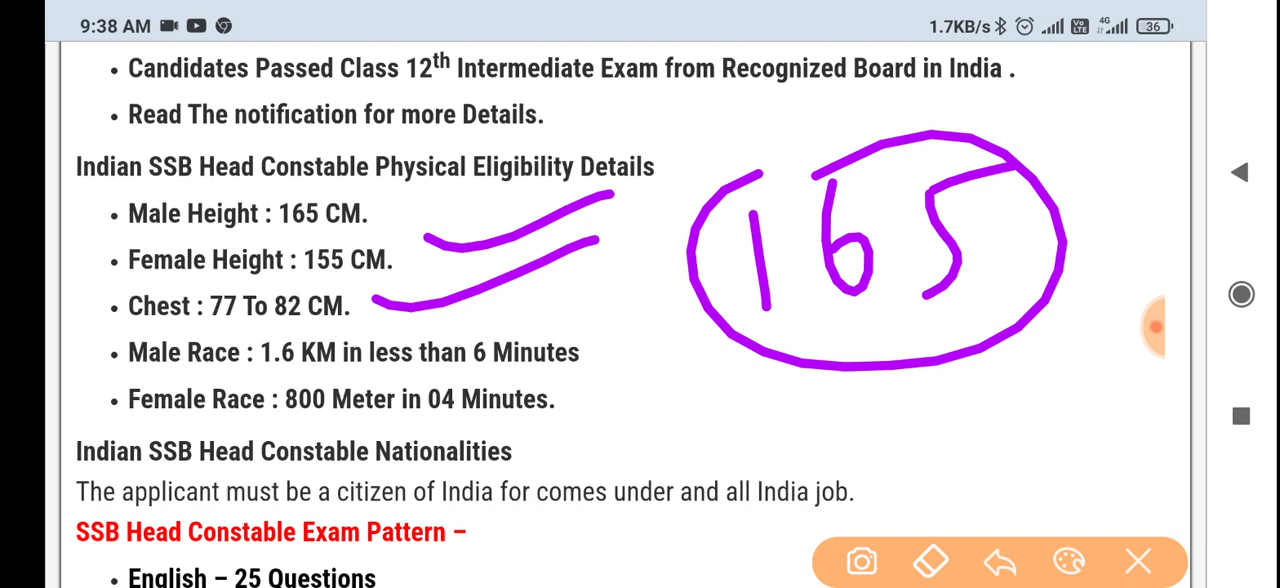 9:38 AM 1.7KB/s Vo LTE 4G 36
• Candidates Passed Class 12th Intermediate Exam from Recognized Board in India .
• Read The notification for more Details.
Indian SSB Head Constable Physical Eligibility Details
• Male Height : 165 CM.
• Female Height : 155 CM.
165
• Chest : 77 To 82 CM.
• Male Race : 1.6 KM in less than 6 Minutes
• Female Race : 800 Meter in 04 Minutes.
Indian SSB Head Constable Nationalities
The applicant must be a citizen of India for comes under and all India job.
SSB Head Constable Exam Pattern –
• English – 25 Questions